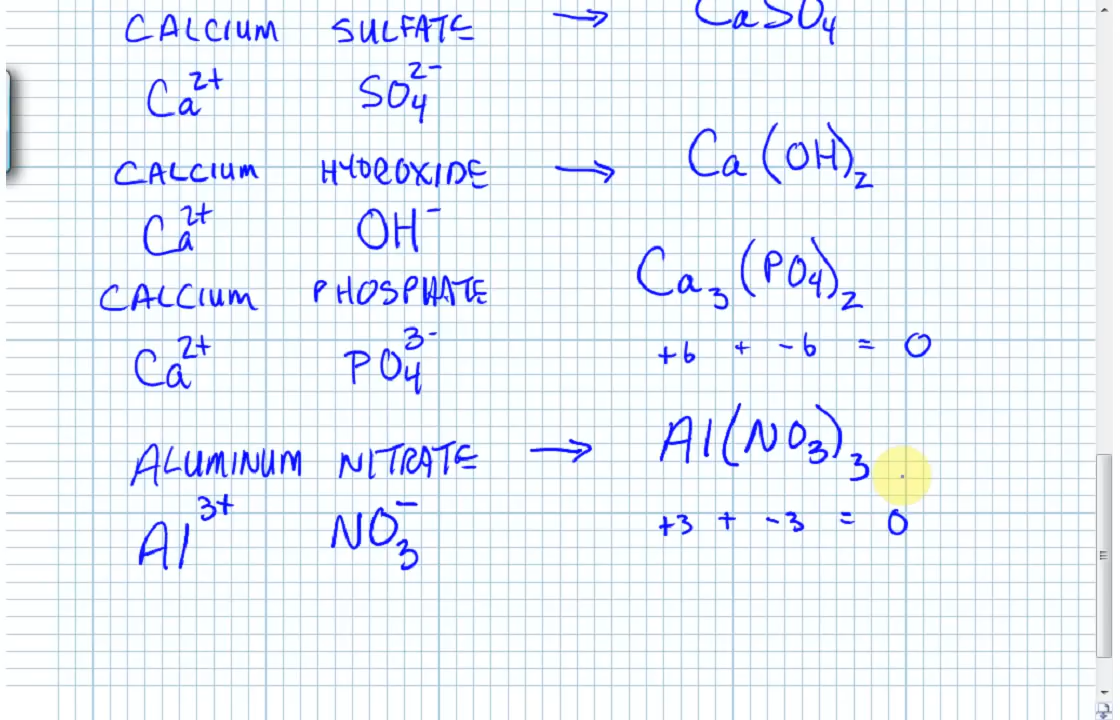 CALCIUM SULFATE → CaSO₄
Ca²⁺ SO₄²⁻
CALCIUM HYDROXIDE → Ca(OH)₂
Ca²⁺ OH⁻
CALCIUM PHOSPHATE Ca₃(PO₄)₂
Ca²⁺ PO₄³⁻ +6 + -6 = 0
ALUMINUM NITRATE → Al(NO₃)₃
Al³⁺ NO₃⁻ +3 + -3 = 0